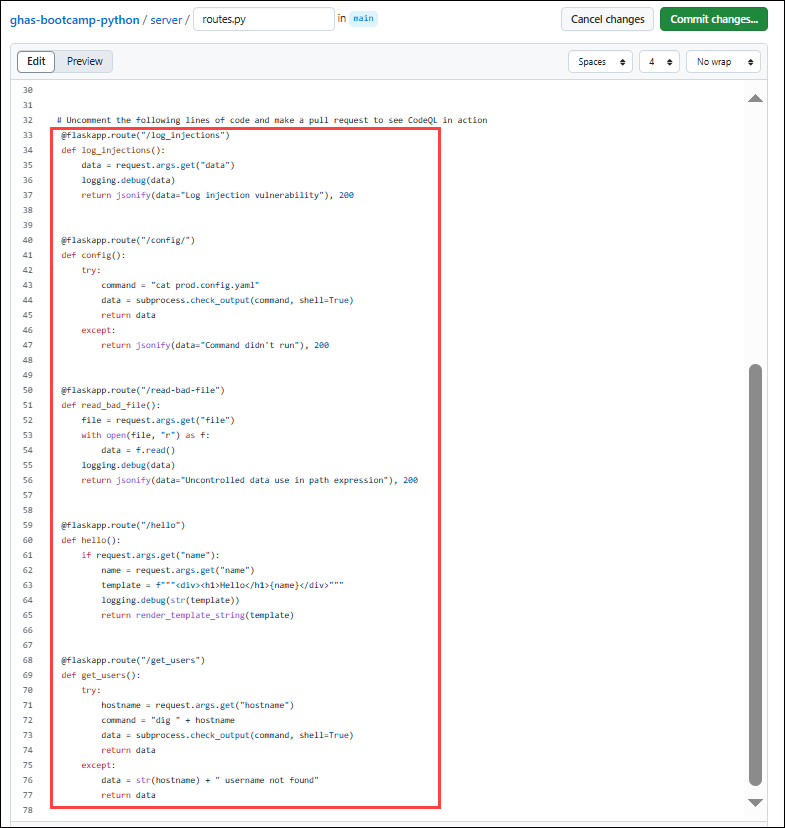 ghas-bootcamp-python / server / routes.py in main Cancel changes Commit changes...
Edit Preview Spaces 4 No wrap
30
31
32 # Uncomment the following lines of code and make a pull request to see CodeQL in action
33 @flaskapp.route("/log_injections")
34 def log_injections():
35 data = request.args.get("data")
36 logging.debug(data)
37 return jsonify(data="Log injection vulnerability"), 200
38
39
40 @flaskapp.route("/config/")
41 def config():
42 try:
43 command = "cat prod.config.yaml"
44 data = subprocess.check_output(command, shell=True)
45 return data
46 except:
47 return jsonify(data="Command didn't run"), 200
48
49
50 @flaskapp.route("/read-bad-file")
51 def read_bad_file():
52 file = request.args.get("file")
53 with open(file, "r") as f:
54 data = f.read()
55 logging.debug(data)
56 return jsonify(data="Uncontrolled data use in path expression"), 200
57
58
59 @flaskapp.route("/hello")
60 def hello():
61 if request.args.get("name"):
62 name = request.args.get("name")
63 template = f"""<div><h1>Hello</h1>{name}</div>"""
64 logging.debug(str(template))
65 return render_template_string(template)
66
67
68 @flaskapp.route("/get_users")
69 def get_users():
70 try:
71 hostname = request.args.get("hostname")
72 command = "dig " + hostname
73 data = subprocess.check_output(command, shell=True)
74 return data
75 except:
76 data = str(hostname) + " username not found"
77 return data
78